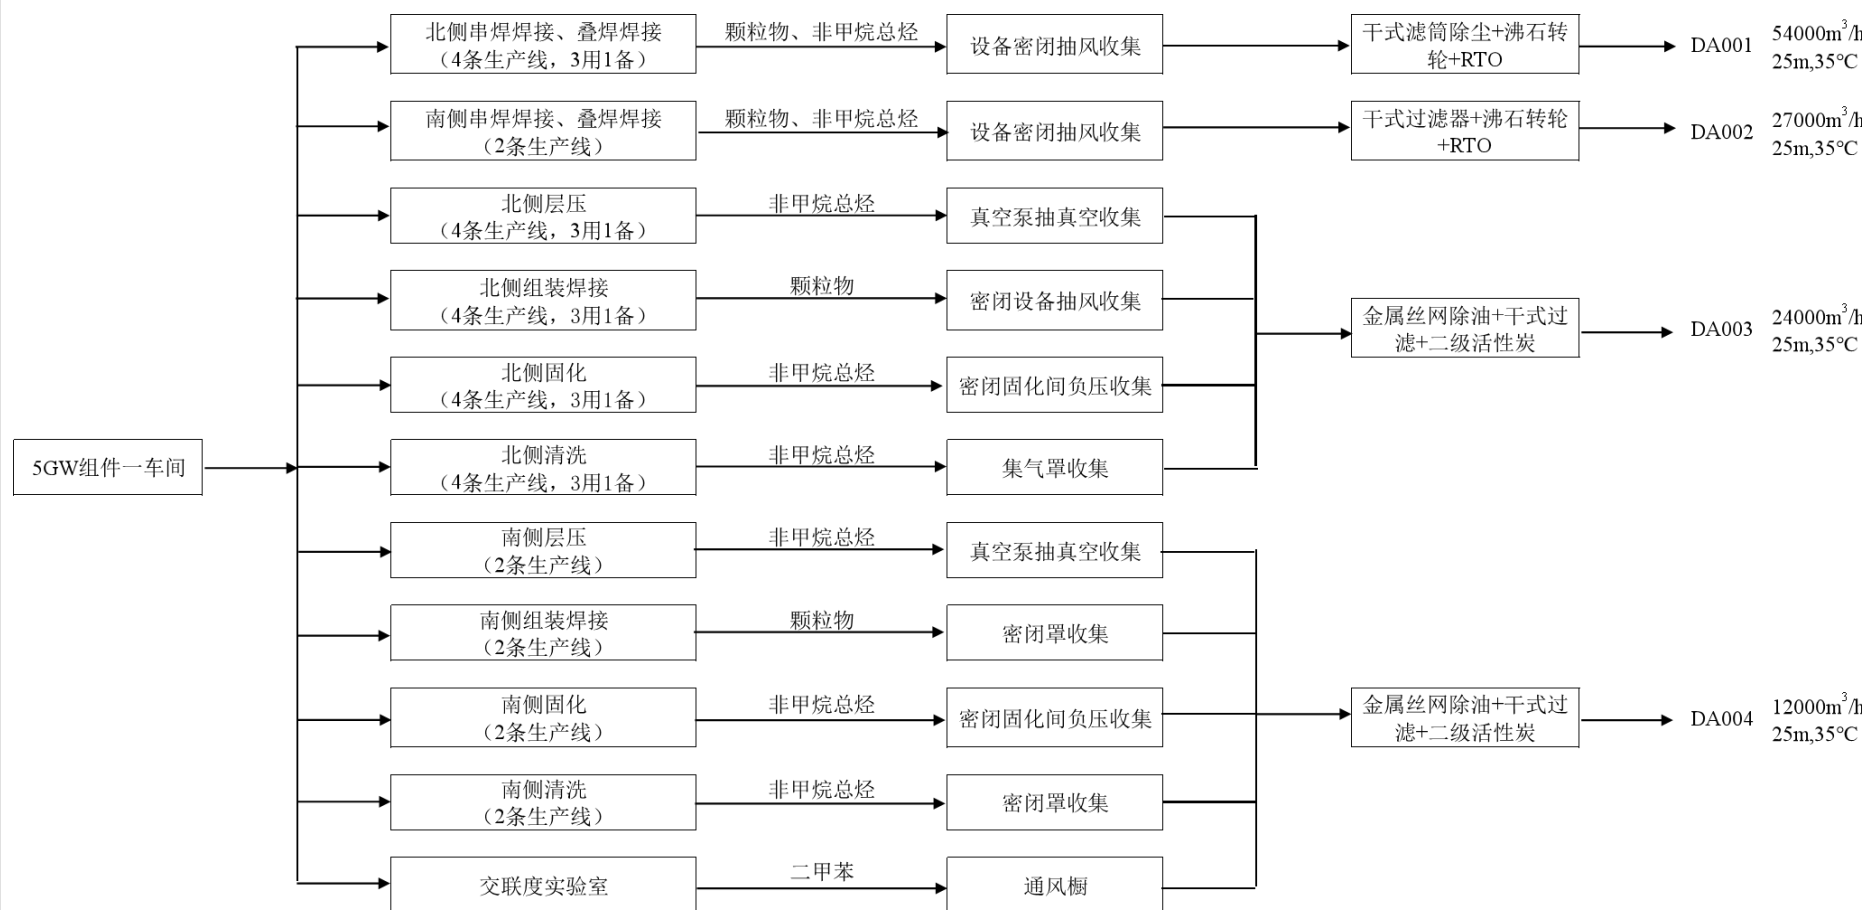 北侧串焊焊接、叠焊焊接
（4条生产线，3用1备）
颗粒物、非甲烷总烃
设备密闭抽风收集
干式滤筒除尘+沸石转
轮+RTO
DA001
54000m³/h
25m,35℃
南侧串焊焊接、叠焊焊接
（2条生产线）
颗粒物、非甲烷总烃
设备密闭抽风收集
干式过滤器+沸石转轮
+RTO
DA002
27000m³/h
25m,35℃
北侧层压
（4条生产线，3用1备）
非甲烷总烃
真空泵抽真空收集
北侧组装焊接
（4条生产线，3用1备）
颗粒物
密闭设备抽风收集
金属丝网除油+干式过
滤+二级活性炭
DA003
24000m³/h
25m,35℃
北侧固化
（4条生产线，3用1备）
非甲烷总烃
密闭固化间负压收集
5GW组件一车间
北侧清洗
（4条生产线，3用1备）
非甲烷总烃
集气罩收集
南侧层压
（2条生产线）
非甲烷总烃
真空泵抽真空收集
南侧组装焊接
（2条生产线）
颗粒物
密闭罩收集
南侧固化
（2条生产线）
非甲烷总烃
密闭固化间负压收集
金属丝网除油+干式过
滤+二级活性炭
DA004
12000m³/h
25m,35℃
南侧清洗
（2条生产线）
非甲烷总烃
密闭罩收集
交联度实验室
二甲苯
通风橱